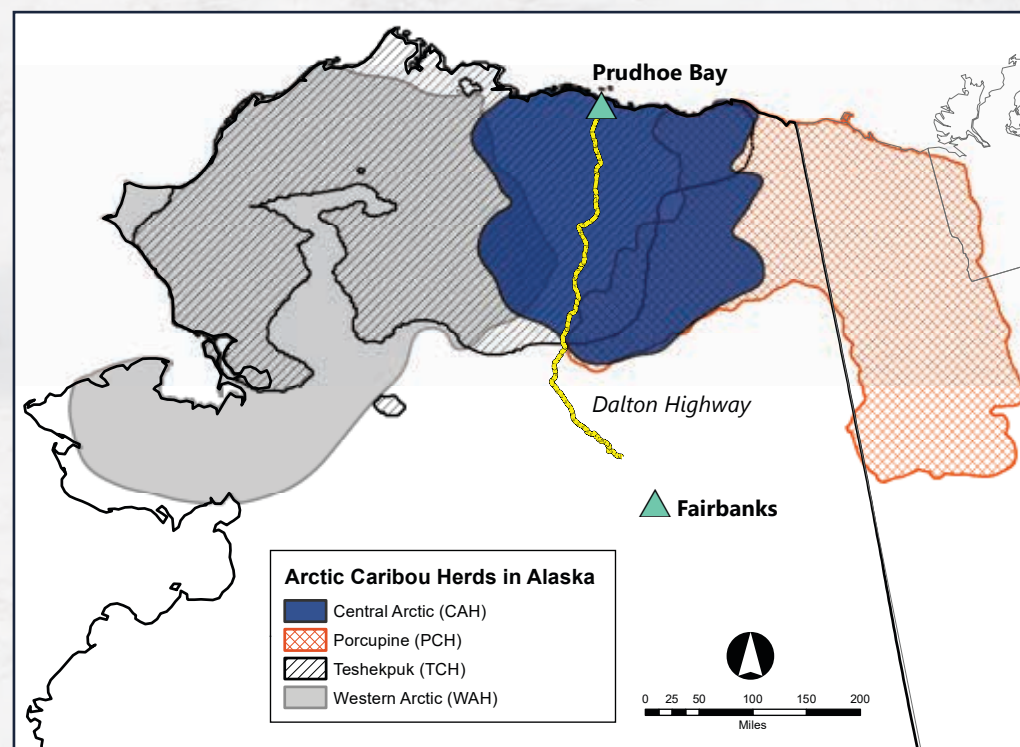 Prudhoe Bay
Dalton Highway
Fairbanks
Arctic Caribou Herds in Alaska
Central Arctic (CAH)
Porcupine (PCH)
Teshekpuk (TCH)
Western Arctic (WAH)
0 25 50 100 150 200
Miles